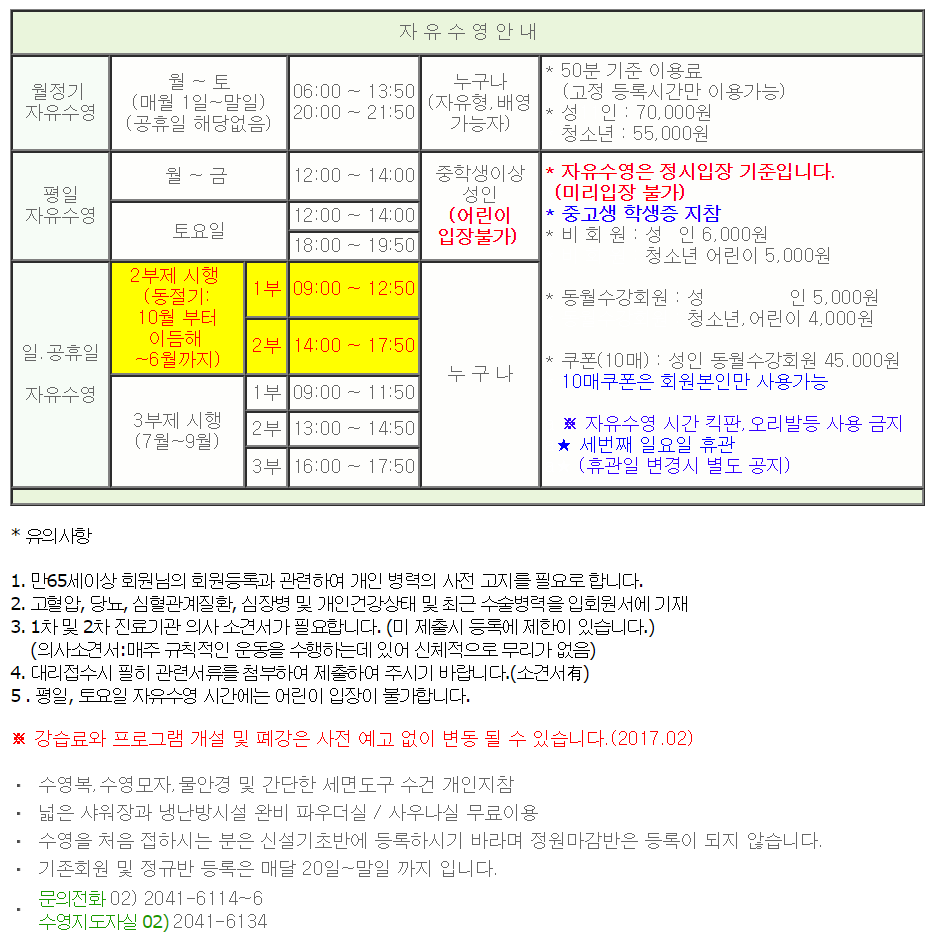 자 유 수 영 안 내
월정기
자유수영
월 ~ 토
(매월 1일~말일)
(공휴일 해당없음)
06:00 ~ 13:50
20:00 ~ 21:50
누구나
(자유형,배영
가능자)
* 50분 기준 이용료
(고정 등록시간만 이용가능)
* 성 인 : 70,000원
청소년 : 55,000원
평일
자유수영
월 ~ 금
12:00 ~ 14:00
토요일
12:00 ~ 14:00
18:00 ~ 19:50
중학생이상
성인
(어린이
입장불가)
* 자유수영은 정시입장 기준입니다.
(미리입장 불가)
* 중고생 학생증 지참
* 비 회 원 : 성 인 6,000원
청소년 어린이 5,000원
* 동월수강회원 : 성 인 5,000원
청소년,어린이 4,000원
* 쿠폰(10매) : 성인 동월수강회원 45.000원
10매쿠폰은 회원본인만 사용가능
※ 자유수영 시간 킥판,오리발등 사용 금지
★ 세번째 일요일 휴관
(휴관일 변경시 별도 공지)
일.공휴일
자유수영
2부제 시행
(동절기:
10월 부터
이듬해
~6월까지)
1부
09:00 ~ 12:50
2부
14:00 ~ 17:50
3부제 시행
(7월~9월)
1부
09:00 ~ 11:50
2부
13:00 ~ 14:50
3부
16:00 ~ 17:50
누 구 나
* 유의사항
1. 만65세이상 회원님의 회원등록과 관련하여 개인 병력의 사전 고지를 필요로 합니다.
2. 고혈압, 당뇨, 심혈관계질환, 심장병 및 개인건강상태 및 최근 수술병력을 입회원서에 기재
3. 1차 및 2차 진료기관 의사 소견서가 필요합니다. (미 제출시 등록에 제한이 있습니다.)
(의사소견서:매주 규칙적인 운동을 수행하는데 있어 신체적으로 무리가 없음)
4. 대리접수시 필히 관련서류를 첨부하여 제출하여 주시기 바랍니다.(소견서有)
5 . 평일, 토요일 자유수영 시간에는 어린이 입장이 불가합니다.
※ 강습료와 프로그램 개설 및 폐강은 사전 예고 없이 변동 될 수 있습니다.(2017.02)
· 수영복,수영모자,물안경 및 간단한 세면도구 수건 개인지참
· 넓은 샤워장과 냉난방시설 완비 파우더실 / 사우나실 무료이용
· 수영을 처음 접하시는 분은 신설기초반에 등록하시기 바라며 정원마감반은 등록이 되지 않습니다.
· 기존회원 및 정규반 등록은 매달 20일~말일 까지 입니다.
· 문의전화 02) 2041-6114~6
수영지도자실 02) 2041-6134